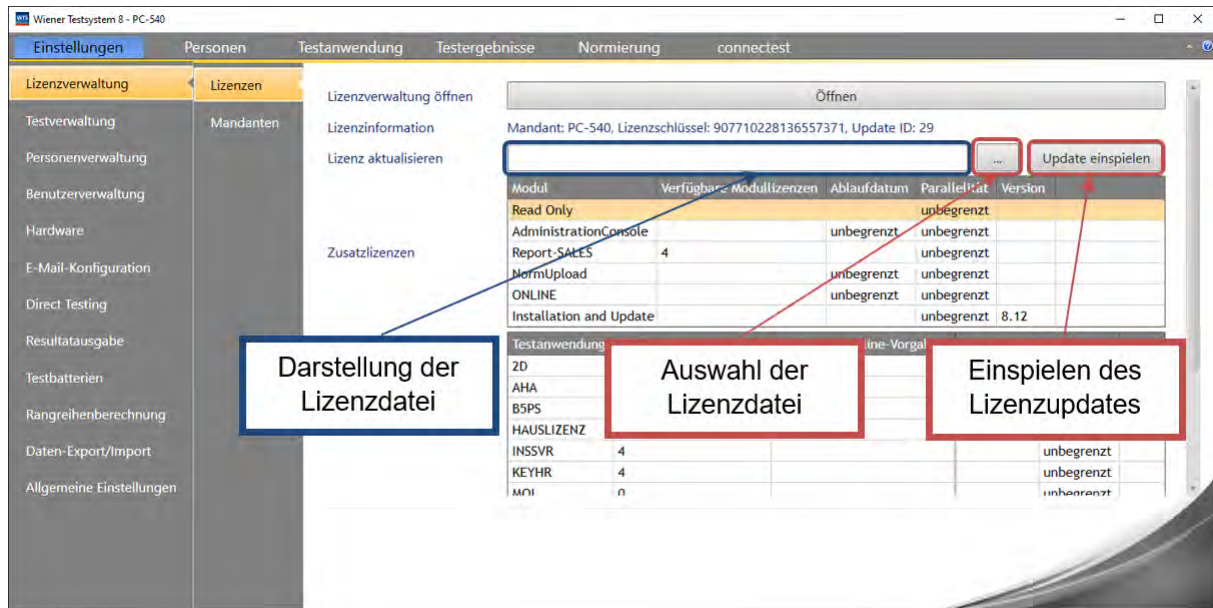 WTS Wiener Testsystem 8 - PC-540
Einstellungen Personen Testanwendung Testergebnisse Normierung connectest
Lizenzverwaltung
Testverwaltung
Personenverwaltung
Benutzerverwaltung
Hardware
E-Mail-Konfiguration
Direct Testing
Resultatausgabe
Testbatterien
Rangreihenberechnung
Daten-Export/Import
Allgemeine Einstellungen
Lizenzen
Mandanten
Lizenzverwaltung öffnen Öffnen
Lizenzinformation Mandant: PC-540, Lizenzschlüssel: 907710228136557371, Update ID: 29
Lizenz aktualisieren ... Update einspielen
Zusatzlizenzen
Modul Verfügbare Modullizenzen Ablaufdatum Parallelität Version
Read Only unbegrenzt
AdministrationConsole unbegrenzt unbegrenzt
Report-SALES 4 unbegrenzt
NormUpload unbegrenzt unbegrenzt
ONLINE unbegrenzt unbegrenzt
Installation and Update unbegrenzt 8.12
Testanwendung
2D
AHA
B5PS
HAUSLIZENZ
INSSVR 4 unbegrenzt
KEYHR 4 unbegrenzt
MOI 0 unbegrenzt
Darstellung der
Lizenzdatei
Auswahl der
Lizenzdatei
Einspielen des
Lizenzupdates